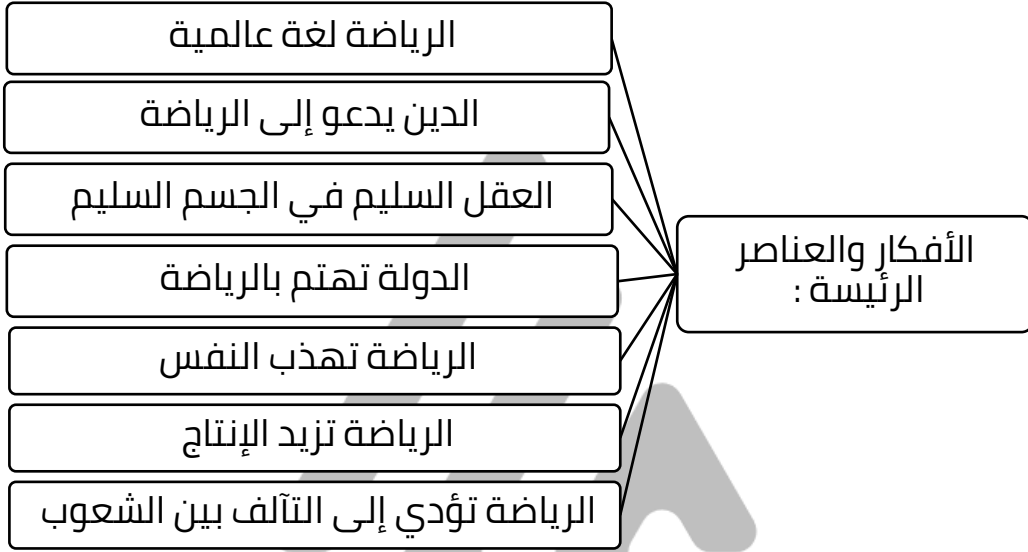 الأفكار والعناصر
الرئيسة :
الرياضة لغة عالمية
الدين يدعو إلى الرياضة
العقل السليم في الجسم السليم
الدولة تهتم بالرياضة
الرياضة تهذب النفس
الرياضة تزيد الإنتاج
الرياضة تؤدي إلى التآلف بين الشعوب